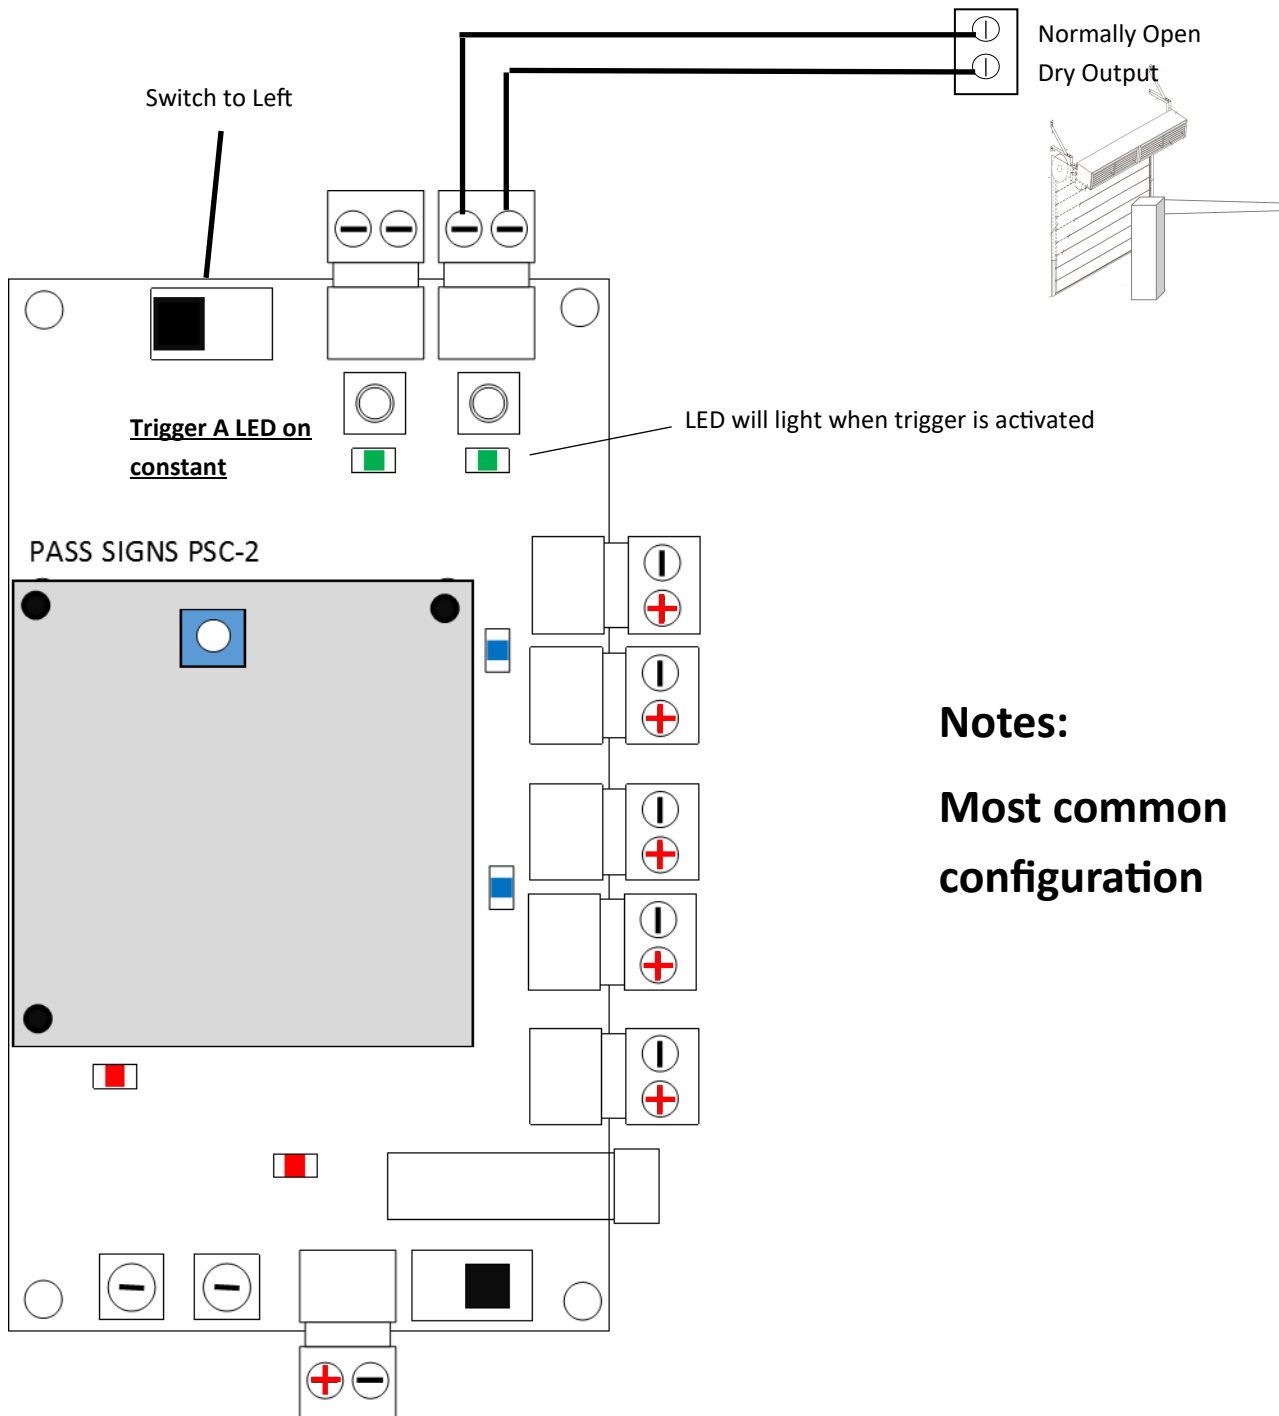 Normally Open
Dry Output
Switch to Left
LED will light when trigger is activated
Trigger A LED on
constant
PASS SIGNS PSC-2
Notes:
Most common
configuration